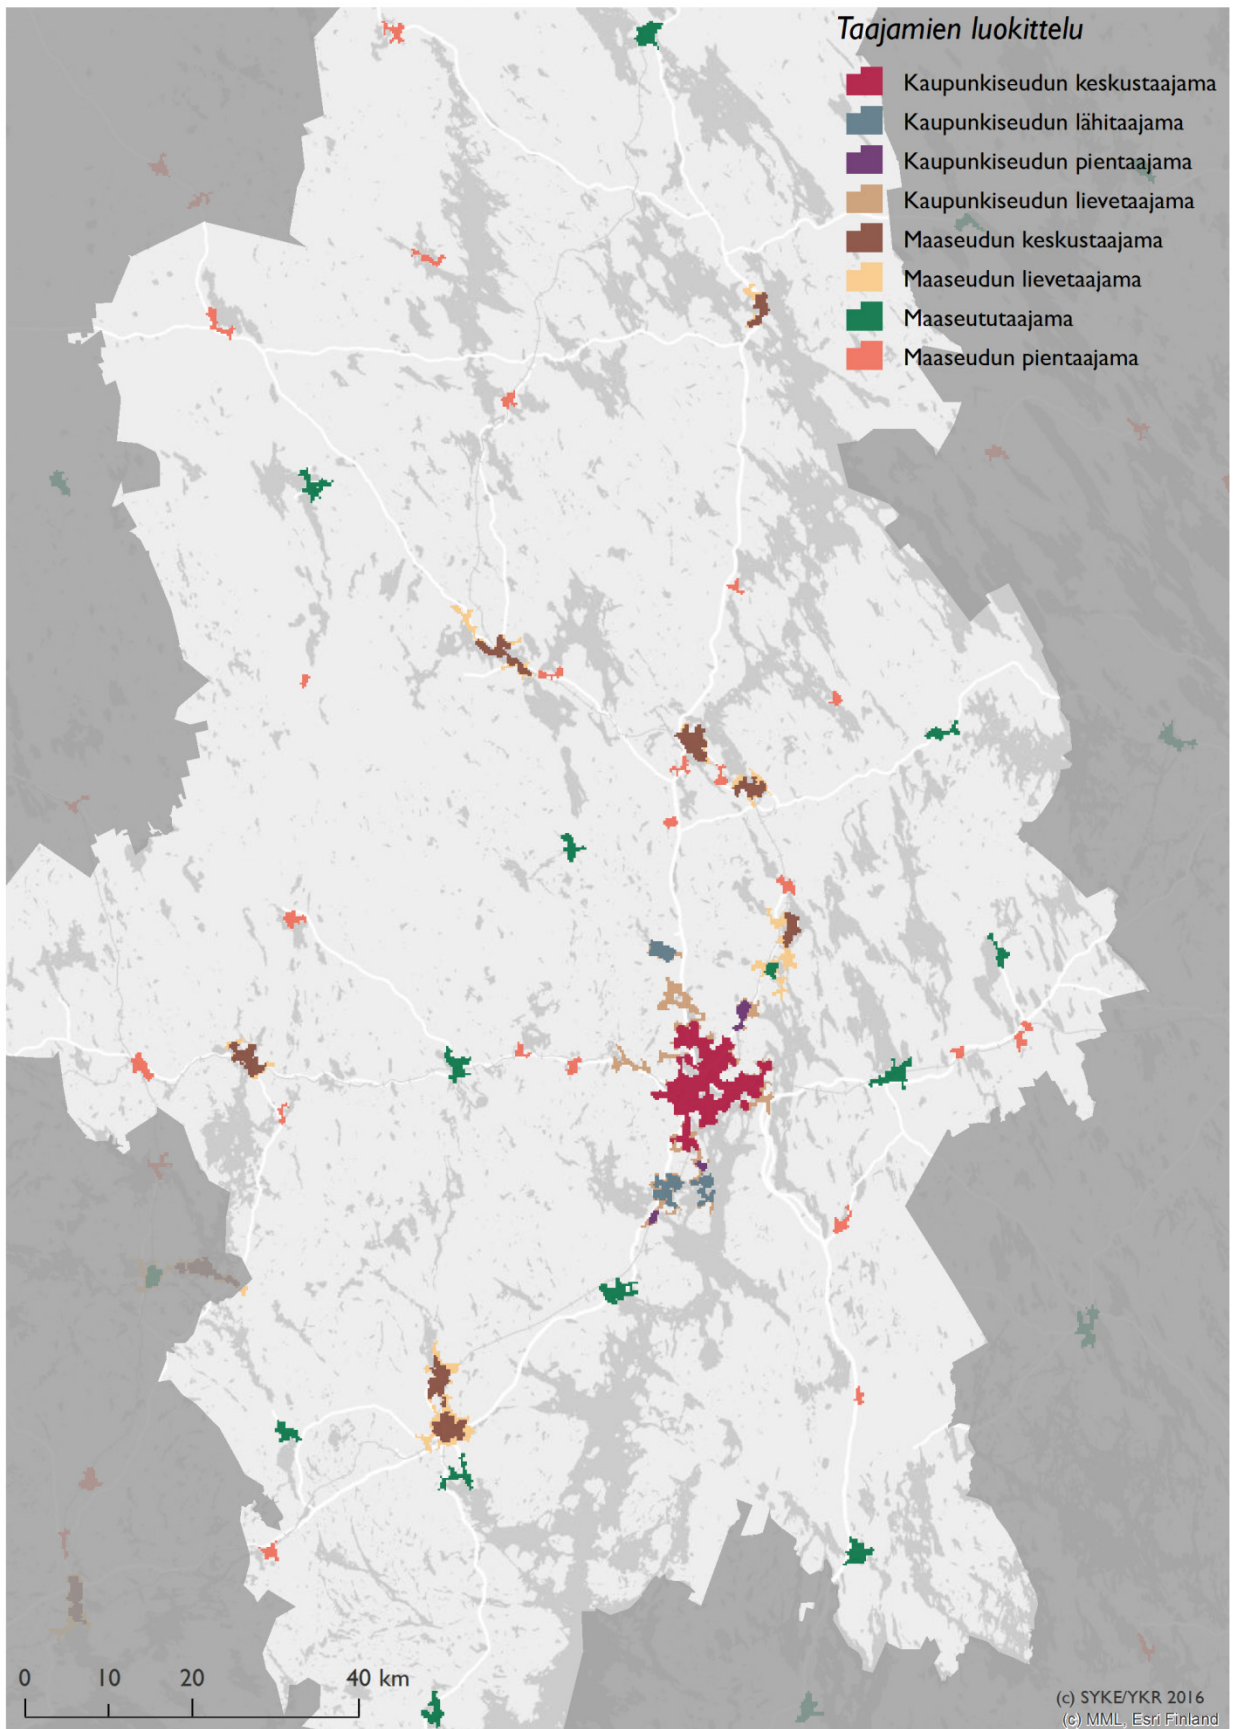 Taajamien luokittelu
Kaupunkiseudun keskustaajama
Kaupunkiseudun lähitaajama
Kaupunkiseudun pientaajama
Kaupunkiseudun lievetaajama
Maaseudun keskustaajama
Maaseudun lievetaajama
Maaseututaajama
Maaseudun pientaajama
0 10 20 40 km
(c) SYKE/YKR 2016
(c) MML, Esri Finland